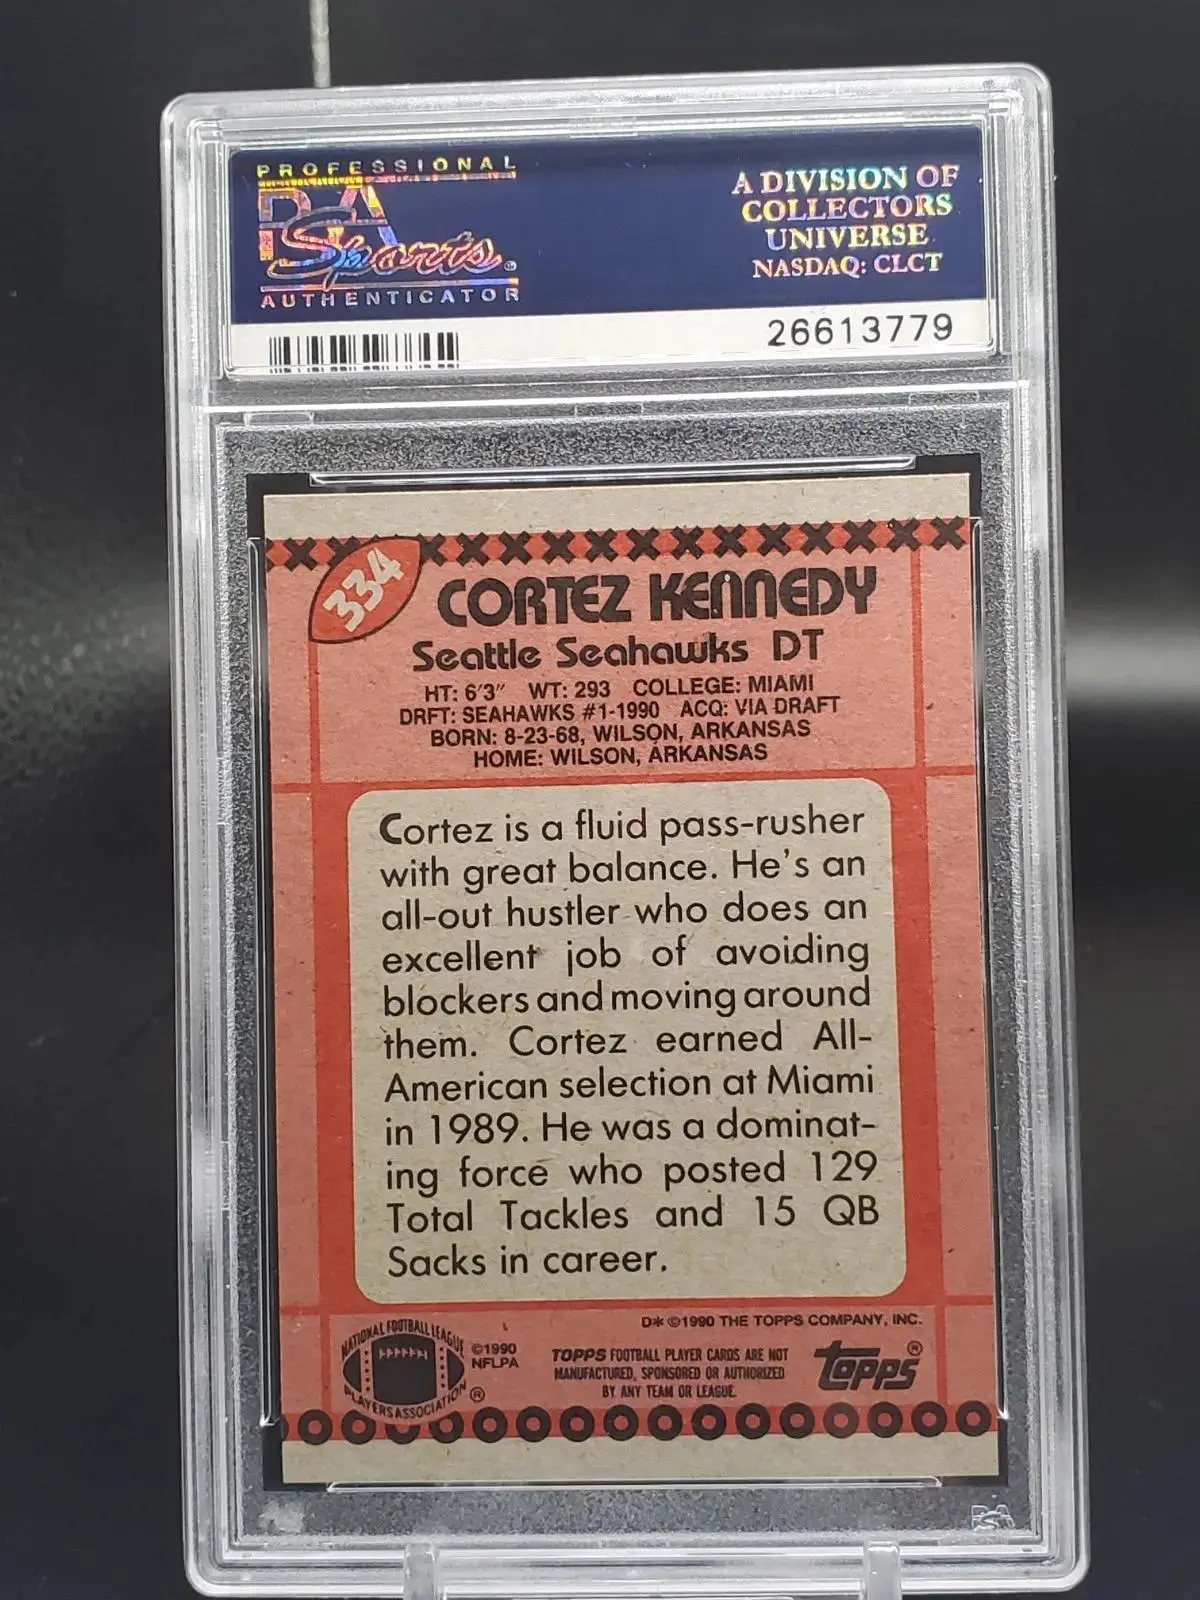 PROFESSIONAL
PSA
Sports
AUTHENTICATOR
A DIVISION OF
COLLECTORS
UNIVERSE
NASDAQ: CLCT
26613779
334
CORTEZ KENNEDY
Seattle Seahawks DT
HT: 6'3" WT: 293 COLLEGE: MIAMI
DRFT: SEAHAWKS #1-1990 ACQ: VIA DRAFT
BORN: 8-23-68, WILSON, ARKANSAS
HOME: WILSON, ARKANSAS
Cortez is a fluid pass-rusher
with great balance. He's an
all-out hustler who does an
excellent job of avoiding
blockers and moving around
them. Cortez earned All-
American selection at Miami
in 1989. He was a dominat-
ing force who posted 129
Total Tackles and 15 QB
Sacks in career.
D* ©1990 THE TOPPS COMPANY, INC.
NATIONAL FOOTBALL LEAGUE
PLAYERS ASSOCIATION ®
©1990
NFLPA
TOPPS FOOTBALL PLAYER CARDS ARE NOT
MANUFACTURED, SPONSORED OR AUTHORIZED
BY ANY TEAM OR LEAGUE.
Topps®
PSA